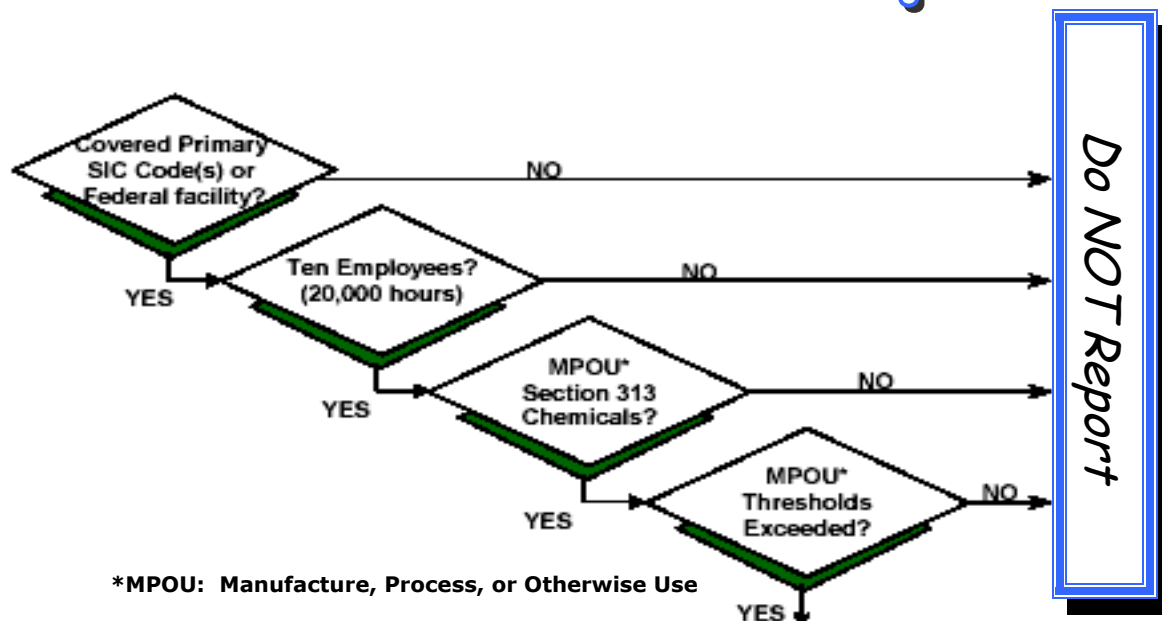 Covered Primary
SIC Code(s) or
Federal facility?
NO
YES
Ten Employees?
(20,000 hours)
NO
YES
MPOU*
Section 313
Chemicals?
NO
YES
MPOU*
Thresholds
Exceeded?
NO
YES
Do NOT Report
*MPOU: Manufacture, Process, or Otherwise Use